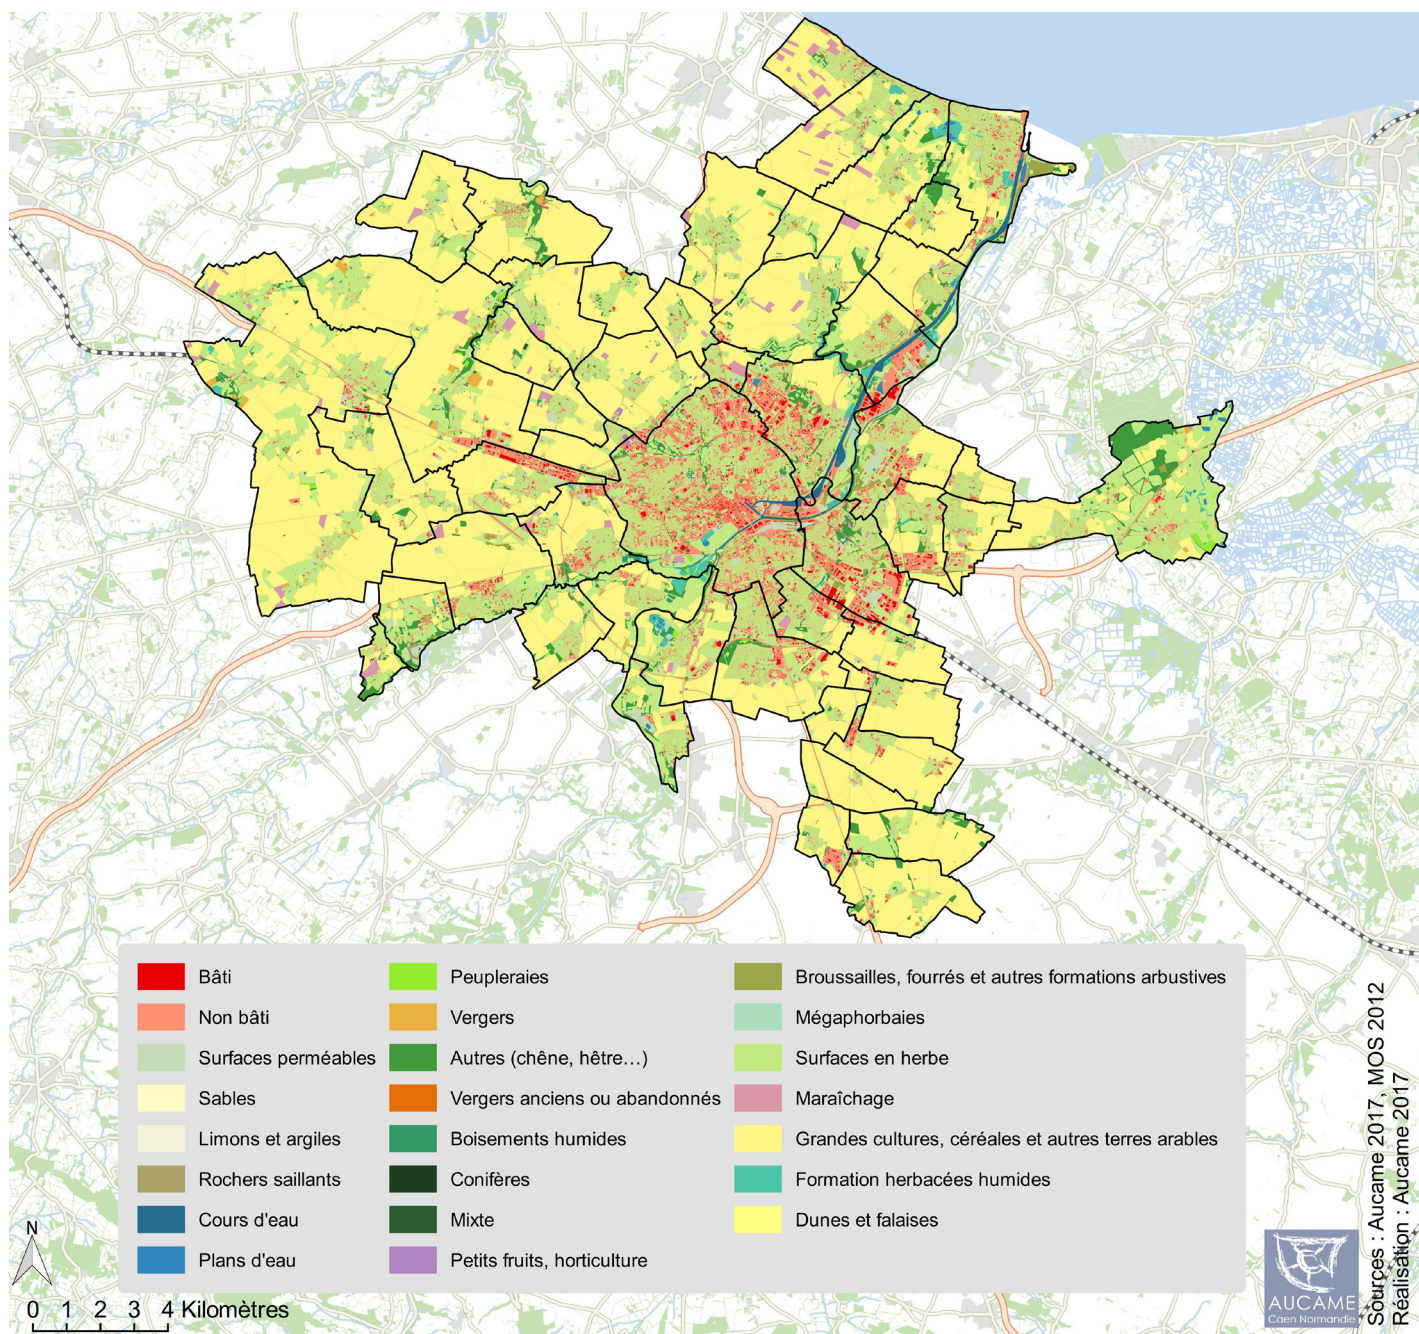 Bâti
Non bâti
Surfaces perméables
Sables
Limons et argiles
Rochers saillants
Cours d'eau
Plans d'eau
Peupleraies
Vergers
Autres (chêne, hêtre...)
Vergers anciens ou abandonnés
Boisements humides
Conifères
Mixte
Petits fruits, horticulture
Broussailles, fourrés et autres formations arbustives
Mégaphorbaies
Surfaces en herbe
Maraîchage
Grandes cultures, céréales et autres terres arables
Formation herbacées humides
Dunes et falaises
N
0 1 2 3 4 Kilomètres
AUCAME
Caen Normandie
Sources : Aucame 2017, MOS 2012
Réalisation : Aucame 2017